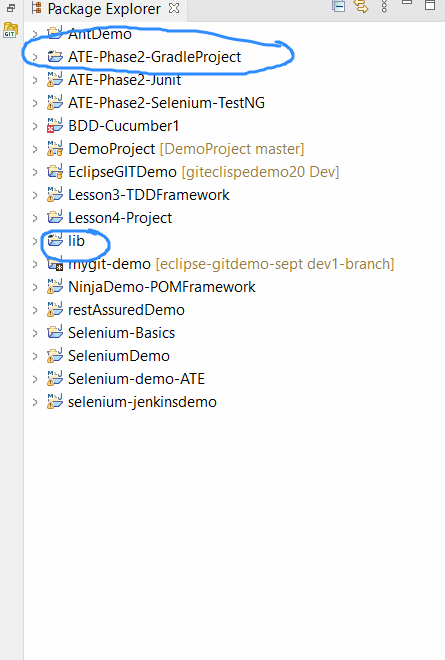 Package Explorer
GIT
AntDemo
ATE-Phase2-GradleProject
ATE-Phase2-Junit
ATE-Phase2-Selenium-TestNG
BDD-Cucumber1
DemoProject [DemoProject master]
EclipseGITDemo [giteclispedemo20 Dev]
Lesson3-TDDFramework
Lesson4-Project
lib
mygit-demo [eclipse-gitdemo-sept dev1-branch]
NinjaDemo-POMFramework
restAssuredDemo
Selenium-Basics
SeleniumDemo
Selenium-demo-ATE
selenium-jenkinsdemo